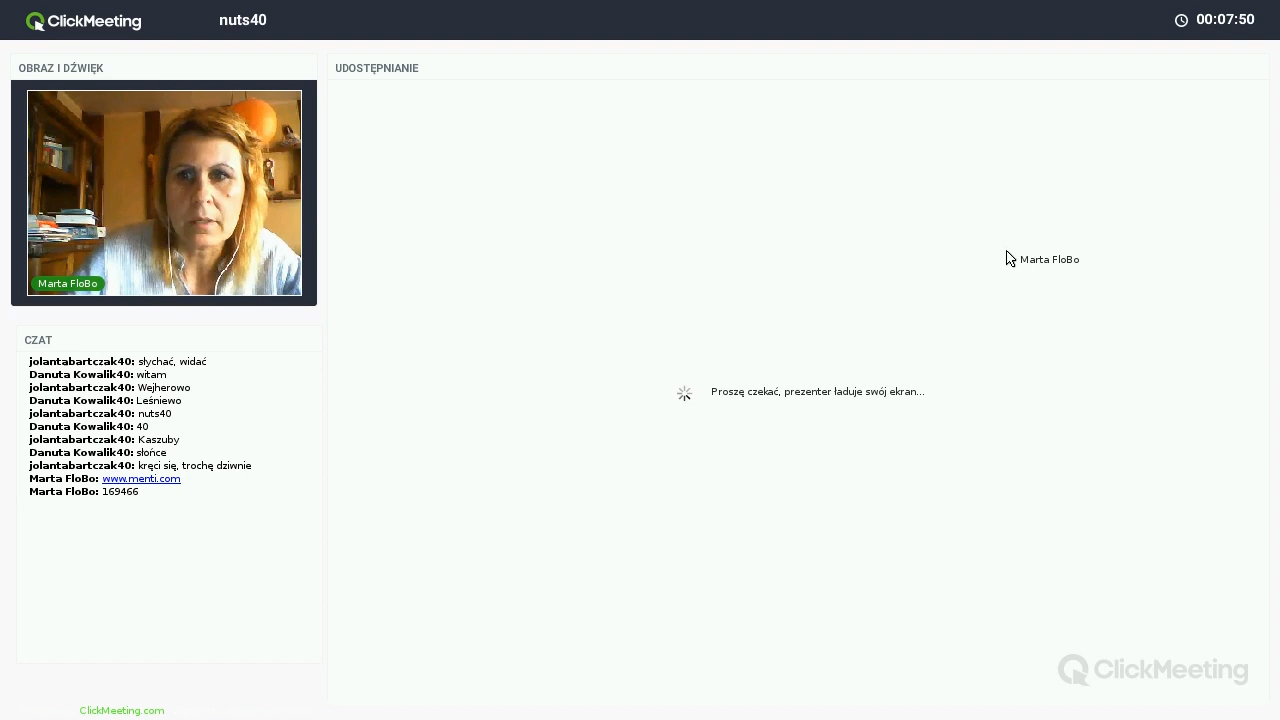 ClickMeeting
nuts40
00:07:50
OBRAZ I DŹWIĘK
Marta FloBo
CZAT
jolantabartczak40: słychać, widać
Danuta Kowalik40: witam
jolantabartczak40: Wejherowo
Danuta Kowalik40: Leśniewo
jolantabartczak40: nuts40
Danuta Kowalik40: 40
jolantabartczak40: Kaszuby
Danuta Kowalik40: słońce
jolantabartczak40: kręci się, trochę dziwnie
Marta FloBo: www.menti.com
Marta FloBo: 169466
ClickMeeting.com
UDOSTĘPNIANIE
Marta FloBo
Proszę czekać, prezenter ładuje swój ekran...
ClickMeeting